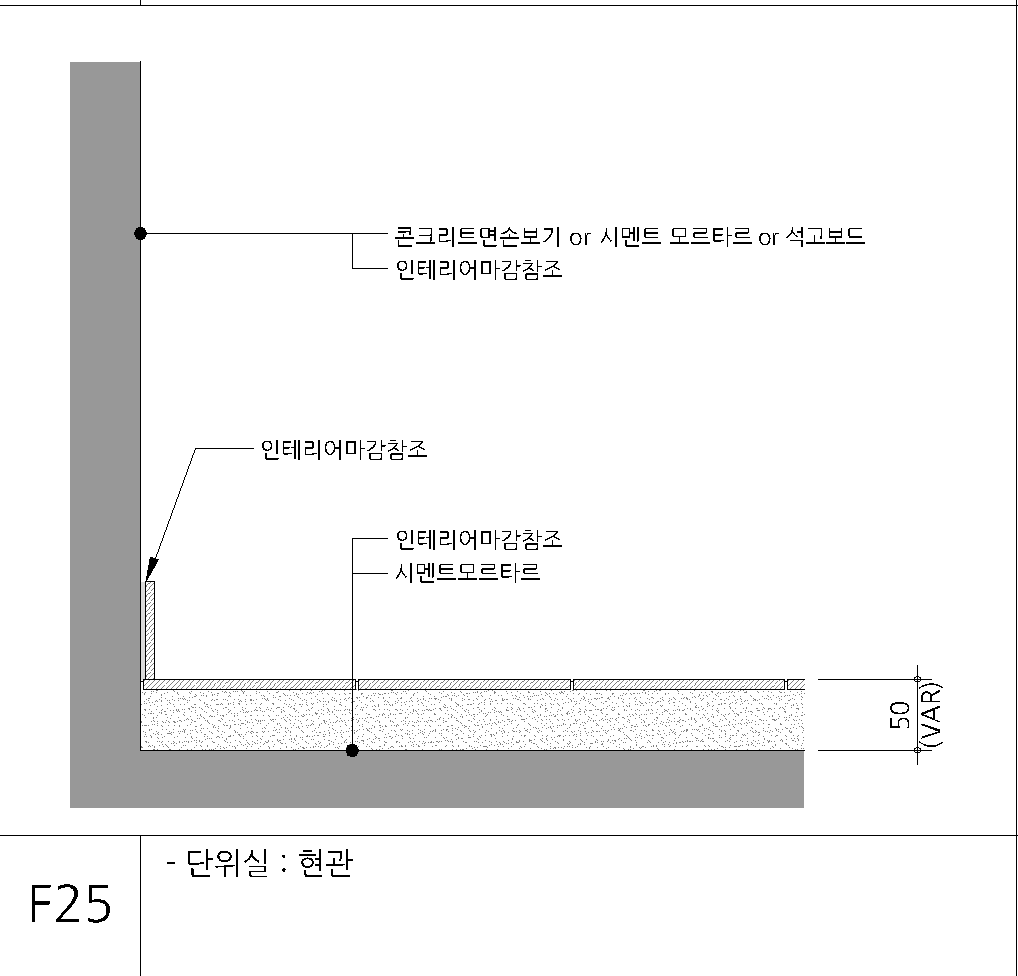 콘크리트면손보기 or 시멘트 모르타르 or 석고보드
인테리어마감참조
인테리어마감참조
인테리어마감참조
시멘트모르타르
50
(VAR)
- 단위실 : 현관
F25